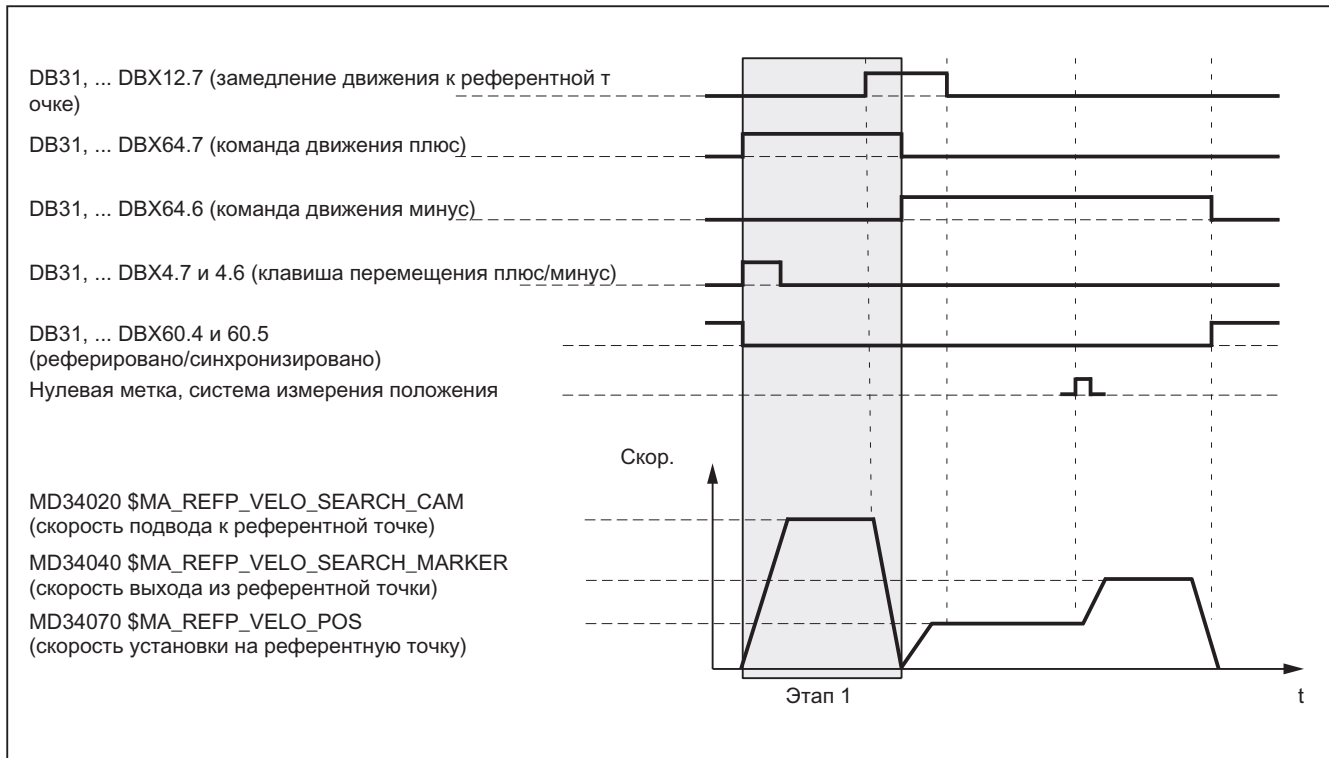 DB31, ... DBX12.7 (замедление движения к референтной т
очке)
DB31, ... DBX64.7 (команда движения плюс)
DB31, ... DBX64.6 (команда движения минус)
DB31, ... DBX4.7 и 4.6 (клавиша перемещения плюс/минус)
DB31, ... DBX60.4 и 60.5
(реферировано/синхронизировано)
Нулевая метка, система измерения положения
Скор.
MD34020 $MA_REFP_VELO_SEARCH_CAM
(скорость подвода к референтной точке)
MD34040 $MA_REFP_VELO_SEARCH_MARKER
(скорость выхода из референтной точки)
MD34070 $MA_REFP_VELO_POS
(скорость установки на референтную точку)
Этап 1
t